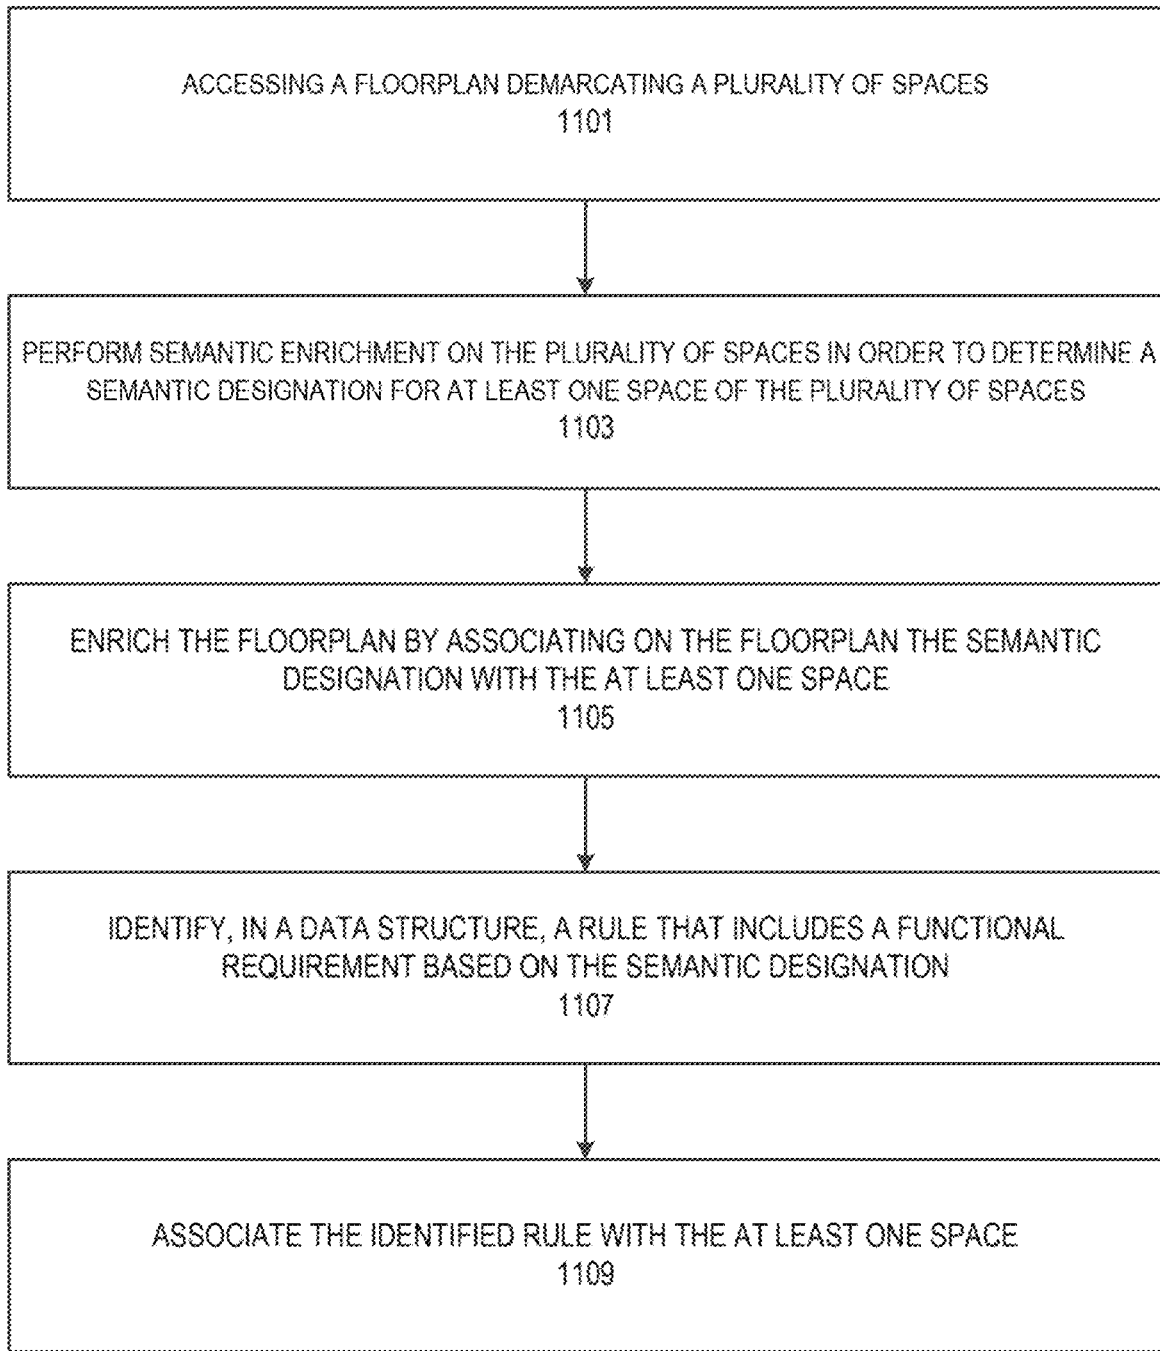 ACCESSING A FLOORPLAN DEMARCATING A PLURALITY OF SPACES
1101
PERFORM SEMANTIC ENRICHMENT ON THE PLURALITY OF SPACES IN ORDER TO DETERMINE A
SEMANTIC DESIGNATION FOR AT LEAST ONE SPACE OF THE PLURALITY OF SPACES
1103
ENRICH THE FLOORPLAN BY ASSOCIATING ON THE FLOORPLAN THE SEMANTIC
DESIGNATION WITH THE AT LEAST ONE SPACE
1105
IDENTIFY, IN A DATA STRUCTURE, A RULE THAT INCLUDES A FUNCTIONAL
REQUIREMENT BASED ON THE SEMANTIC DESIGNATION
1107
ASSOCIATE THE IDENTIFIED RULE WITH THE AT LEAST ONE SPACE
1109